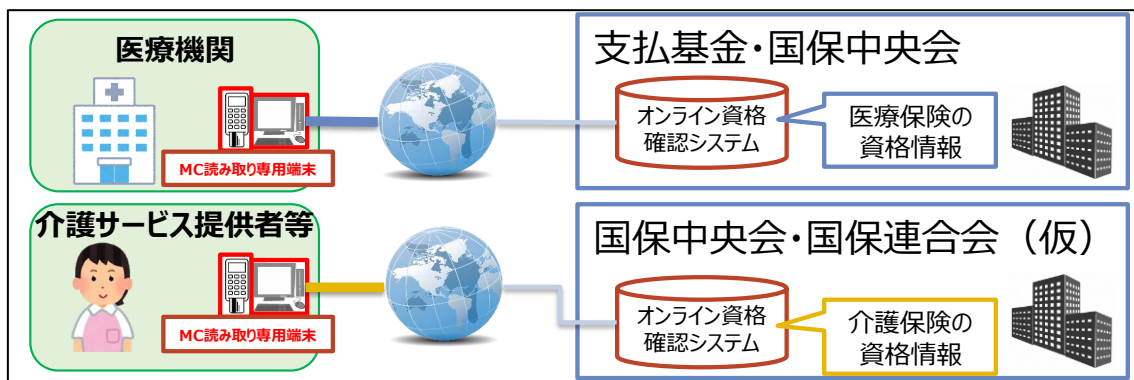 医療機関
MC読み取り専用端末
支払基金・国保中央会
オンライン資格
確認システム
医療保険の
資格情報
介護サービス提供者等
MC読み取り専用端末
国保中央会・国保連合会（仮）
オンライン資格
確認システム
介護保険の
資格情報